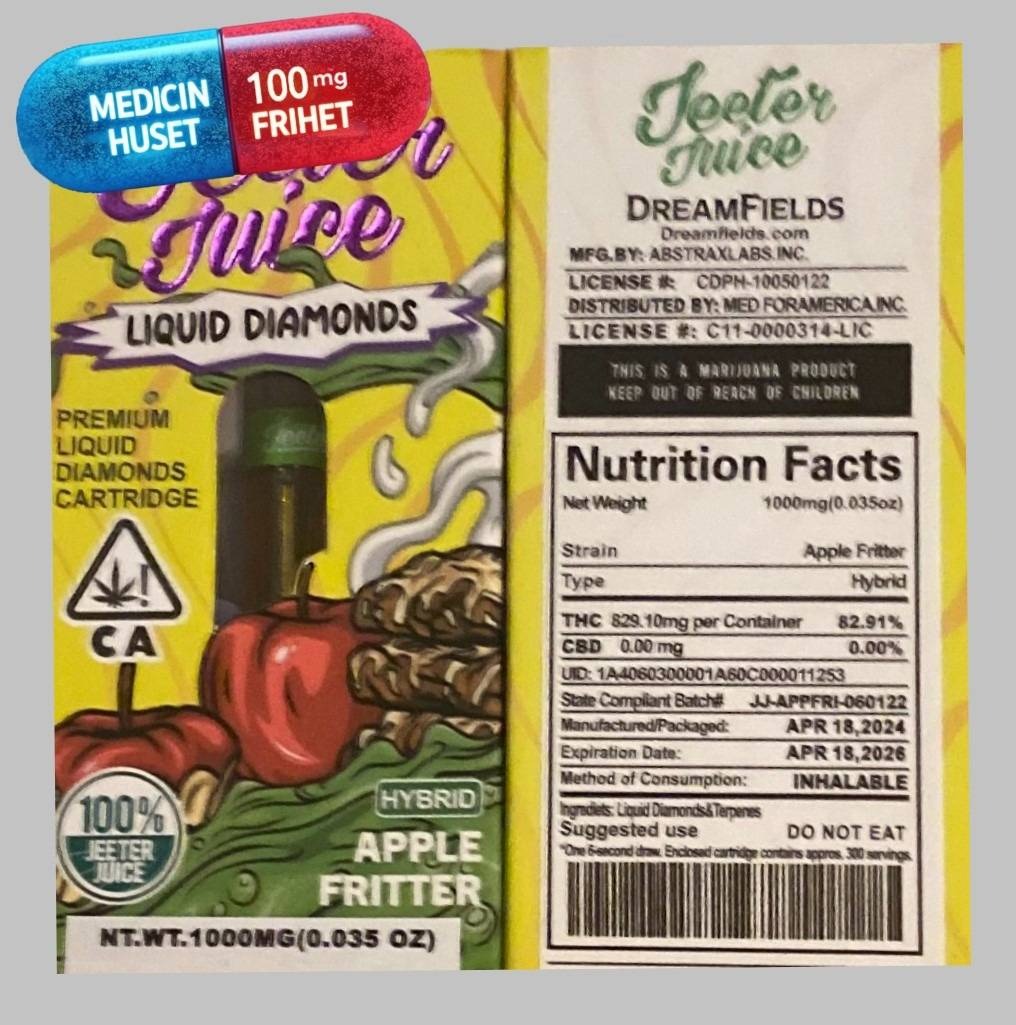 MEDICIN
HUSET
100mg
FRIHET
Jeeter
Juice
LIQUID DIAMONDS
PREMIUM
LIQUID
DIAMONDS
CARTRIDGE
CA
100%
JEETER
JUICE
HYBRID
APPLE
FRITTER
NT.WT.1000MG(0.035 OZ)
Jeeter
Juice
DREAMFIELDS
Dreamfields.com
MFG.BY: ABSTRAXLABS.INC.
LICENSE #: CDPH-10050122
DISTRIBUTED BY: MED FORAMERICA,INC.
LICENSE #: C11-0000314-LIC
THIS IS A MARIJUANA PRODUCT
KEEP OUT OF REACH OF CHILDREN
Nutrition Facts
Net Weight 1000mg(0.035oz)
Strain Apple Fritter
Type Hybrid
THC 829.10mg per Container 82.91%
CBD 0.00 mg 0.00%
UID: 1A4060300001A60C000011253
State Compliant Batch# JJ-APPFRI-060122
Manufactured/Packaged: APR 18,2024
Expiration Date: APR 18,2026
Method of Consumption: INHALABLE
Ingrediets: Liquid Diamonds&Terpenes
Suggested use DO NOT EAT
*One 6-second draw. Enclosed cartridge contains appros. 300 servings.